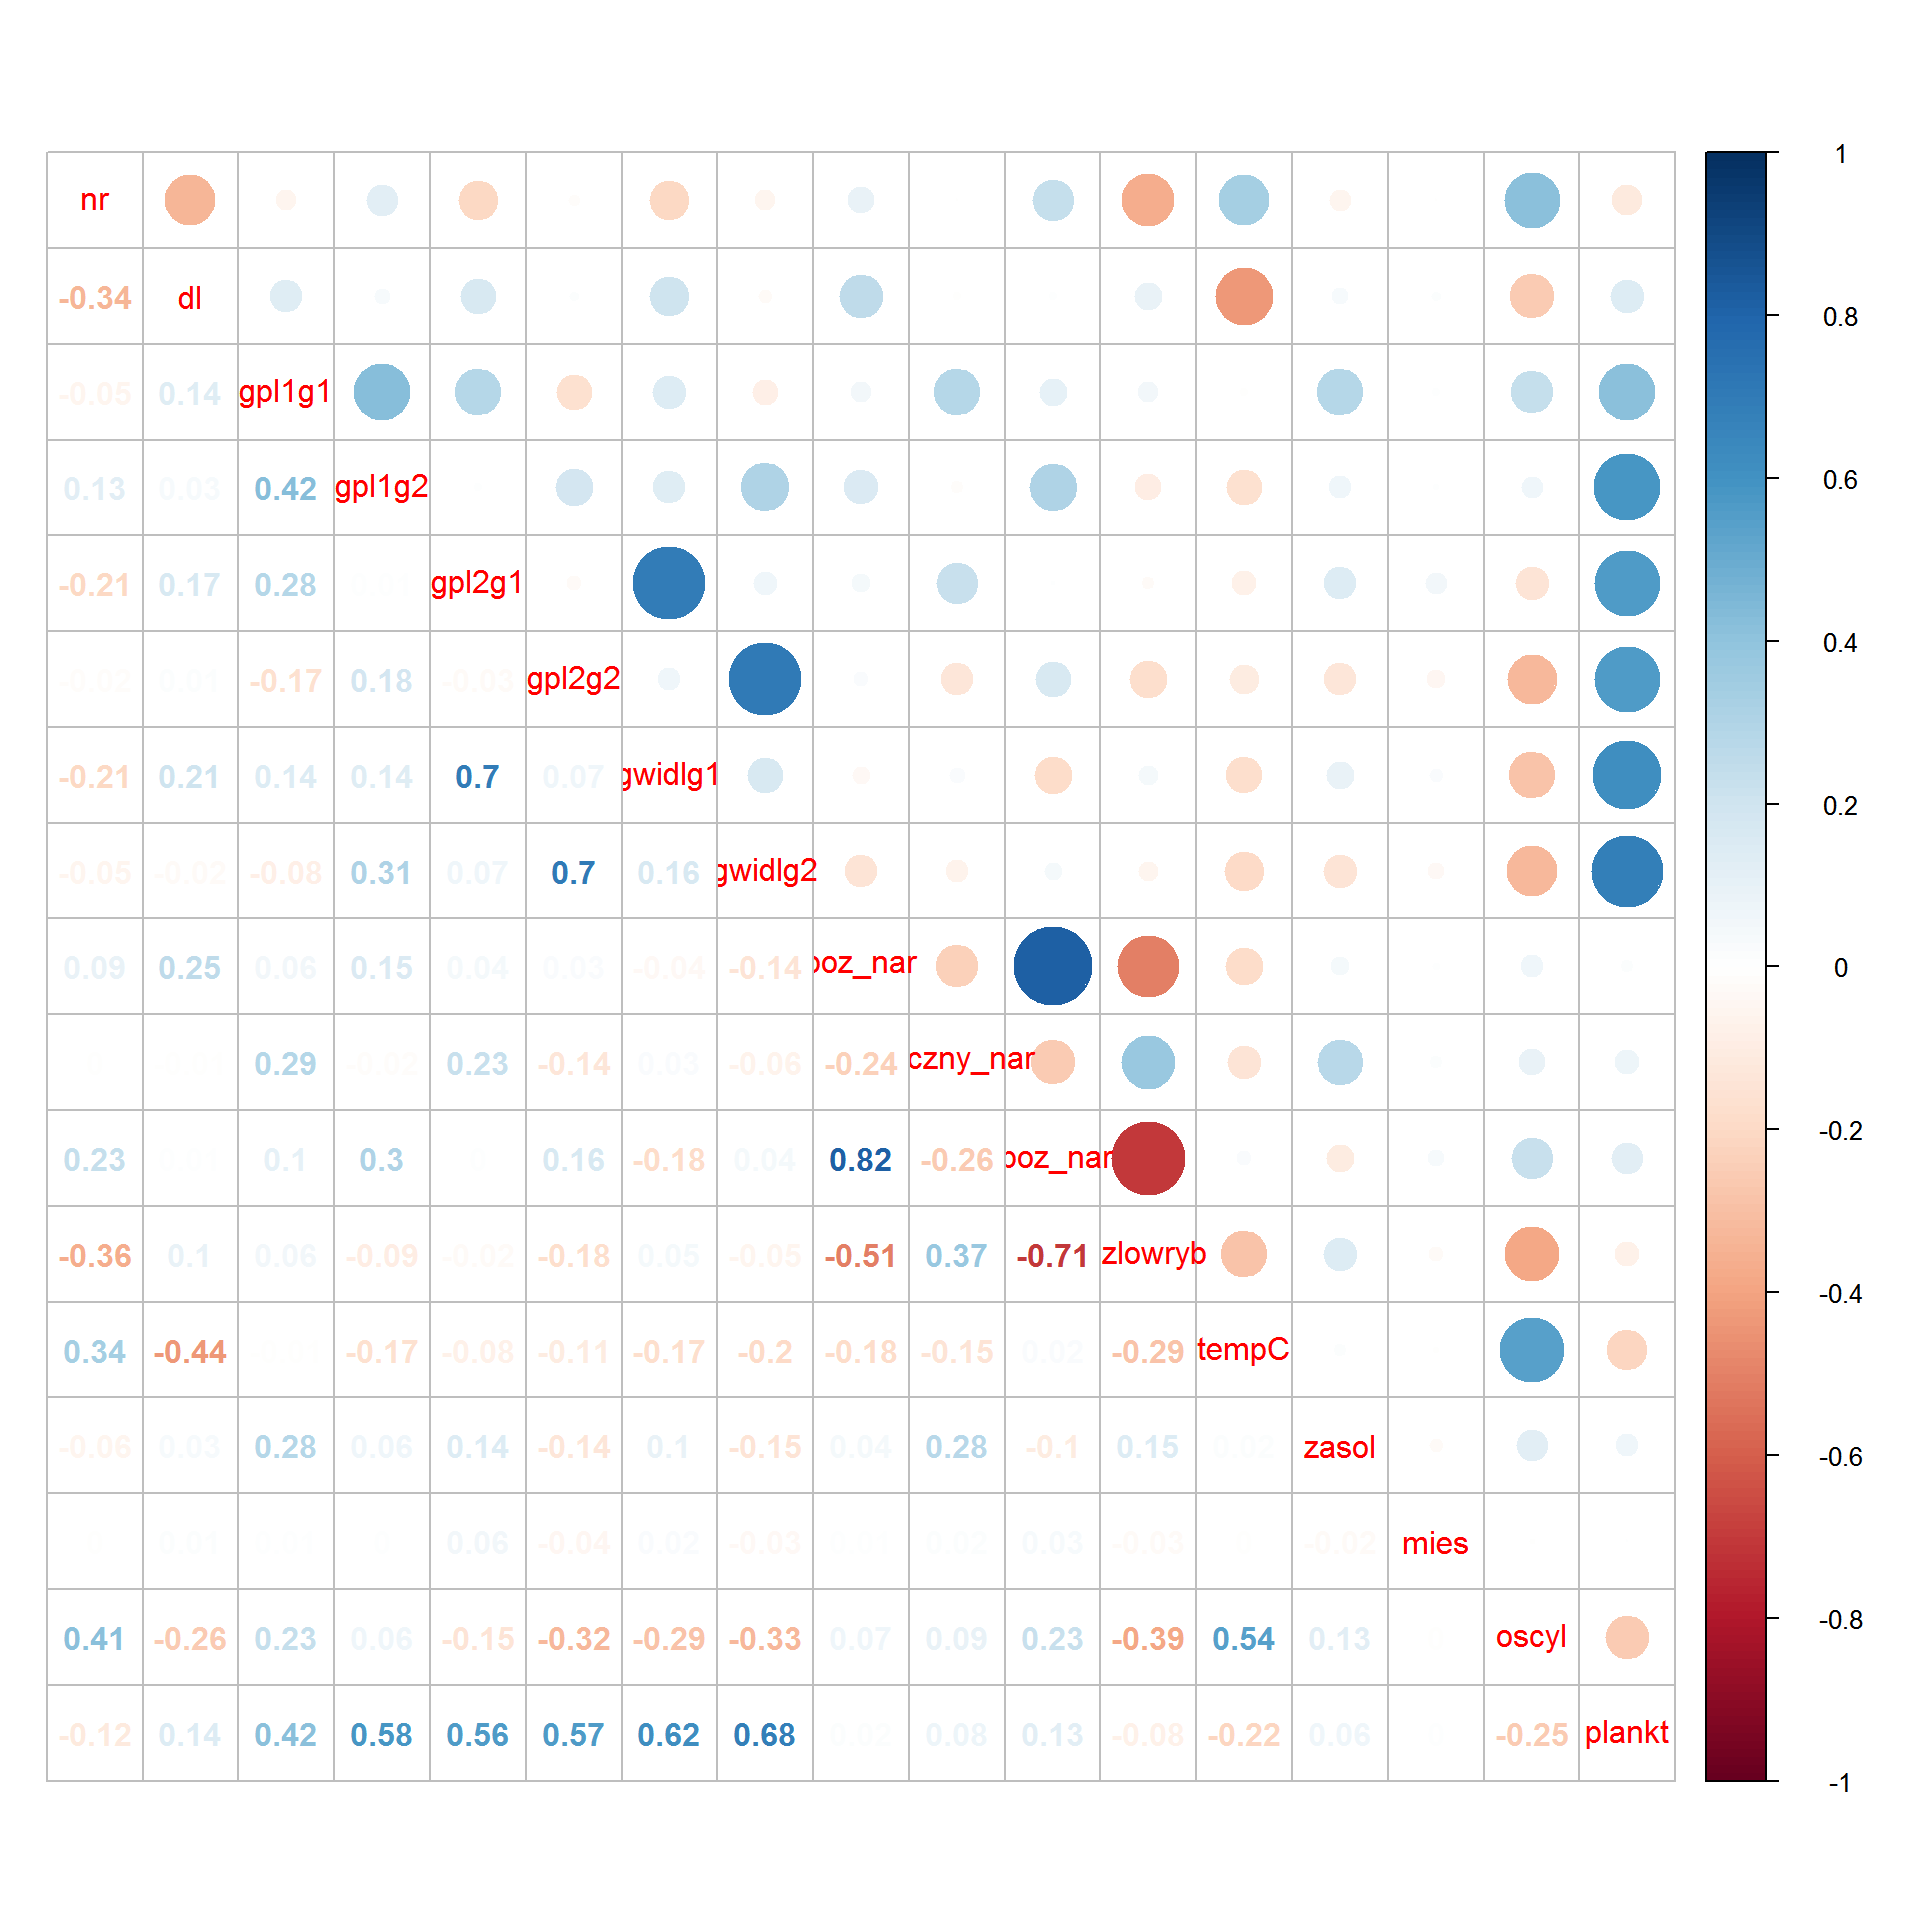 nr
-0.34 dl
-0.05 0.14 gpl1g1
0.13 0.03 0.42 gpl1g2
-0.21 0.17 0.28 gpl2g1
-0.02 0.01 -0.17 0.18 -0.03 gpl2g2
-0.21 0.21 0.14 0.14 0.7 0.07 gwidlg1
-0.05 -0.02 -0.08 0.31 0.07 0.7 0.16 gwidlg2
0.09 0.25 0.06 0.15 0.04 0.03 -0.04 -0.14 poz_nar
0.29 -0.02 0.23 -0.14 0.03 -0.06 -0.24 czny_nar
0.23 0.1 0.3 0.16 -0.18 0.04 0.82 -0.26 poz_nar
-0.36 0.1 0.06 -0.09 -0.02 -0.18 0.05 -0.05 -0.51 0.37 -0.71 zlowryb
0.34 -0.44 -0.17 -0.08 -0.11 -0.17 -0.2 -0.18 -0.15 0.02 -0.29 tempC
-0.06 0.03 0.28 0.06 0.14 -0.14 0.1 -0.15 0.04 0.28 -0.1 0.15 0.02 zasol
0.01 0.06 -0.04 0.02 -0.03 0.02 0.03 -0.03 -0.02 mies
0.41 -0.26 0.23 0.06 -0.15 -0.32 -0.29 -0.33 0.07 0.09 0.23 -0.39 0.54 0.13 oscyl
-0.12 0.14 0.42 0.58 0.56 0.57 0.62 0.68 0.02 0.08 0.13 -0.08 -0.22 0.06 -0.25 plankt
1
0.8
0.6
0.4
0.2
0
-0.2
-0.4
-0.6
-0.8
-1